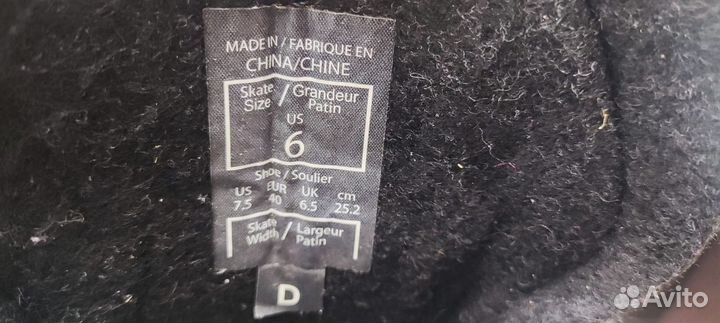 MADE IN / FABRIQUE EN
CHINA/CHINE
Skate Size / Grandeur Patin
US
6
Shoe / Soulier
US EUR UK cm
7.5 40 6.5 25.2
Skate Width / Largeur Patin
D
Avito